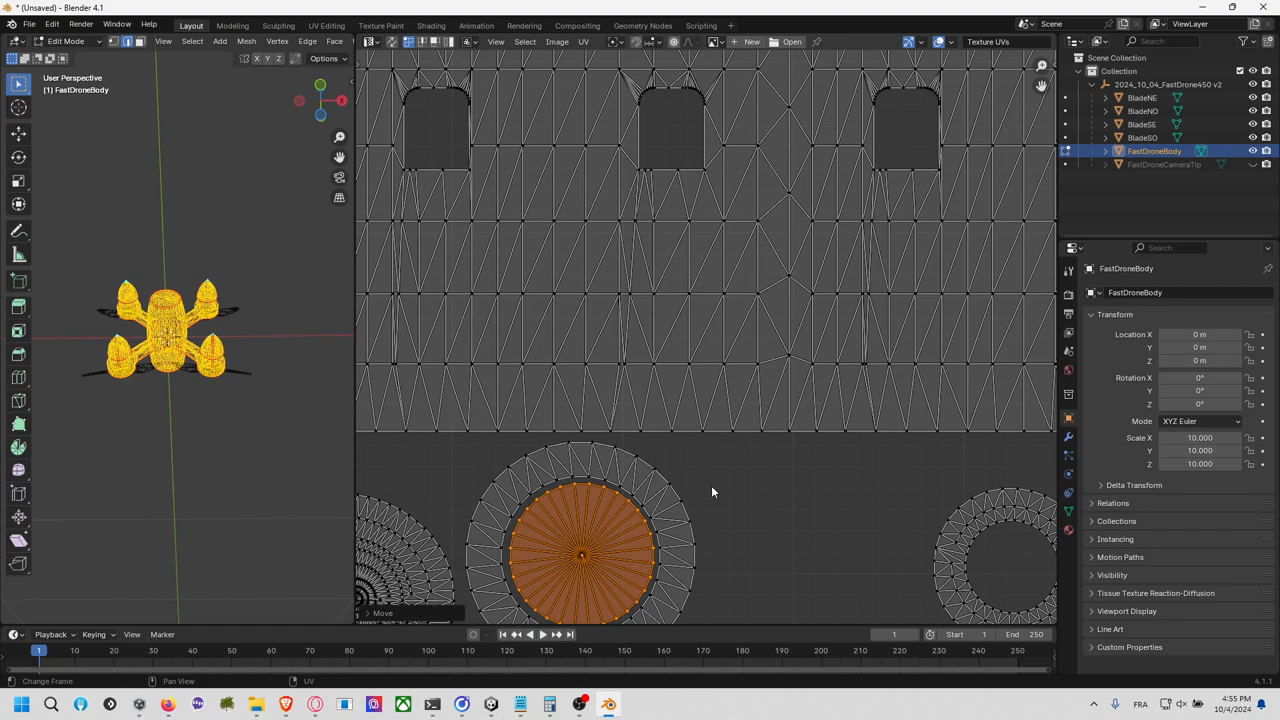 * (Unsaved) - Blender 4.1
File Edit Render Window Help Layout Modeling Sculpting UV Editing Texture Paint Shading Animation Rendering Compositing Geometry Nodes Scripting + Scene ViewLayer
Edit Mode View Select Add Mesh Vertex Edge Face View Select Image UV New Open Texture UVs Search
X Y Z Options
Scene Collection
User Perspective
(1) FastDroneBody
Collection
2024_10_04_FastDrone450 v2
BladeNE
BladeNO
BladeSE
BladeSO
FastDroneBody
FastDroneCameraTip
Search
FastDroneBody
FastDroneBody
Transform
Location X 0 m
Y 0 m
Z 0 m
Rotation X 0°
Y 0°
Z 0°
Mode XYZ Euler
Scale X 10.000
Y 10.000
Z 10.000
Delta Transform
Relations
Collections
Instancing
Motion Paths
Visibility
Tissue Texture Reaction-Diffusion
Viewport Display
Line Art
Custom Properties
Move
Playback Keying View Marker 1 Start 1 End 250
1 10 20 30 40 50 60 70 80 90 100 110 120 130 140 150 160 170 180 190 200 210 220 230 240 250
Change Frame Pan View UV 4.1.1
FRA 4:55 PM
10/4/2024